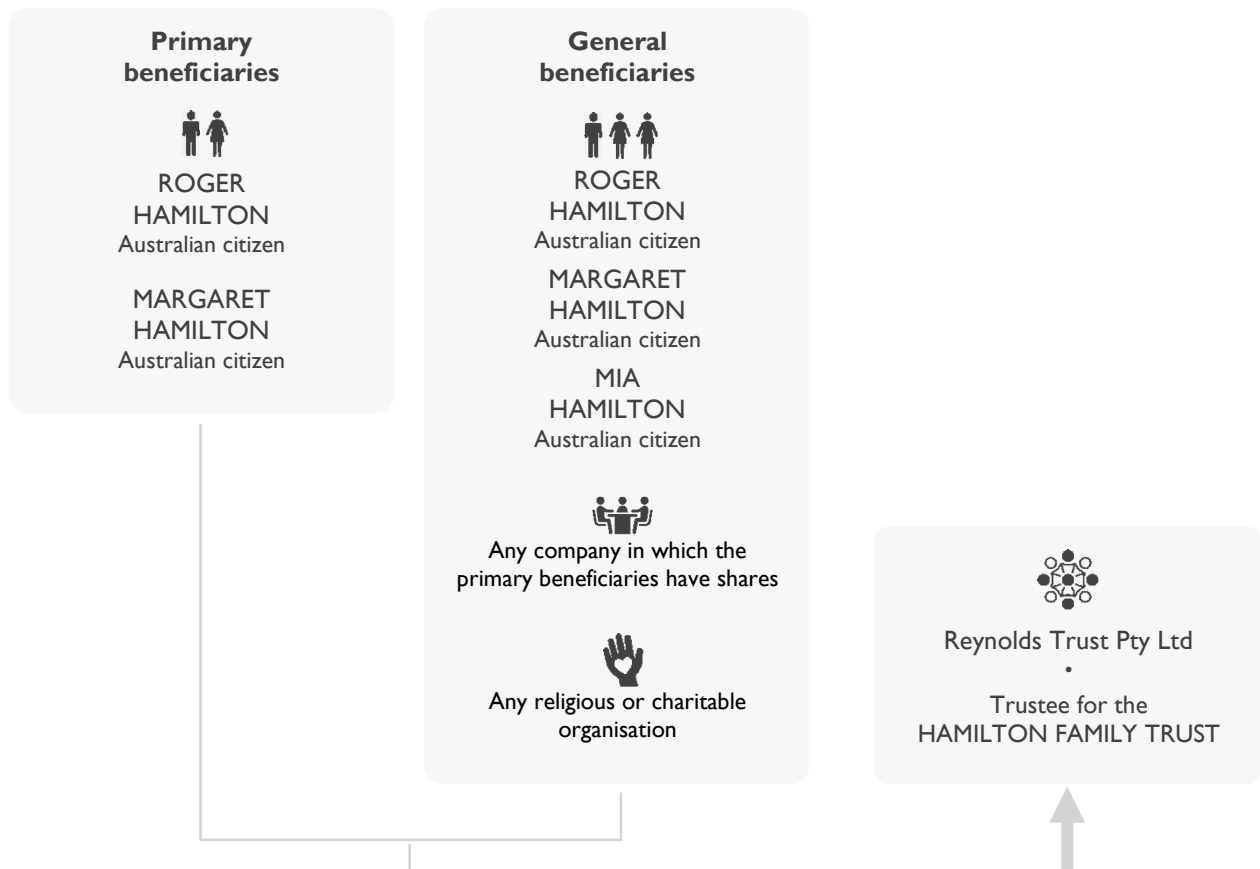 Primary
beneficiaries
ROGER
HAMILTON
Australian citizen
MARGARET
HAMILTON
Australian citizen
General
beneficiaries
ROGER
HAMILTON
Australian citizen
MARGARET
HAMILTON
Australian citizen
MIA
HAMILTON
Australian citizen
Any company in which the
primary beneficiaries have shares
Any religious or charitable
organisation
Reynolds Trust Pty Ltd
•
Trustee for the
HAMILTON FAMILY TRUST